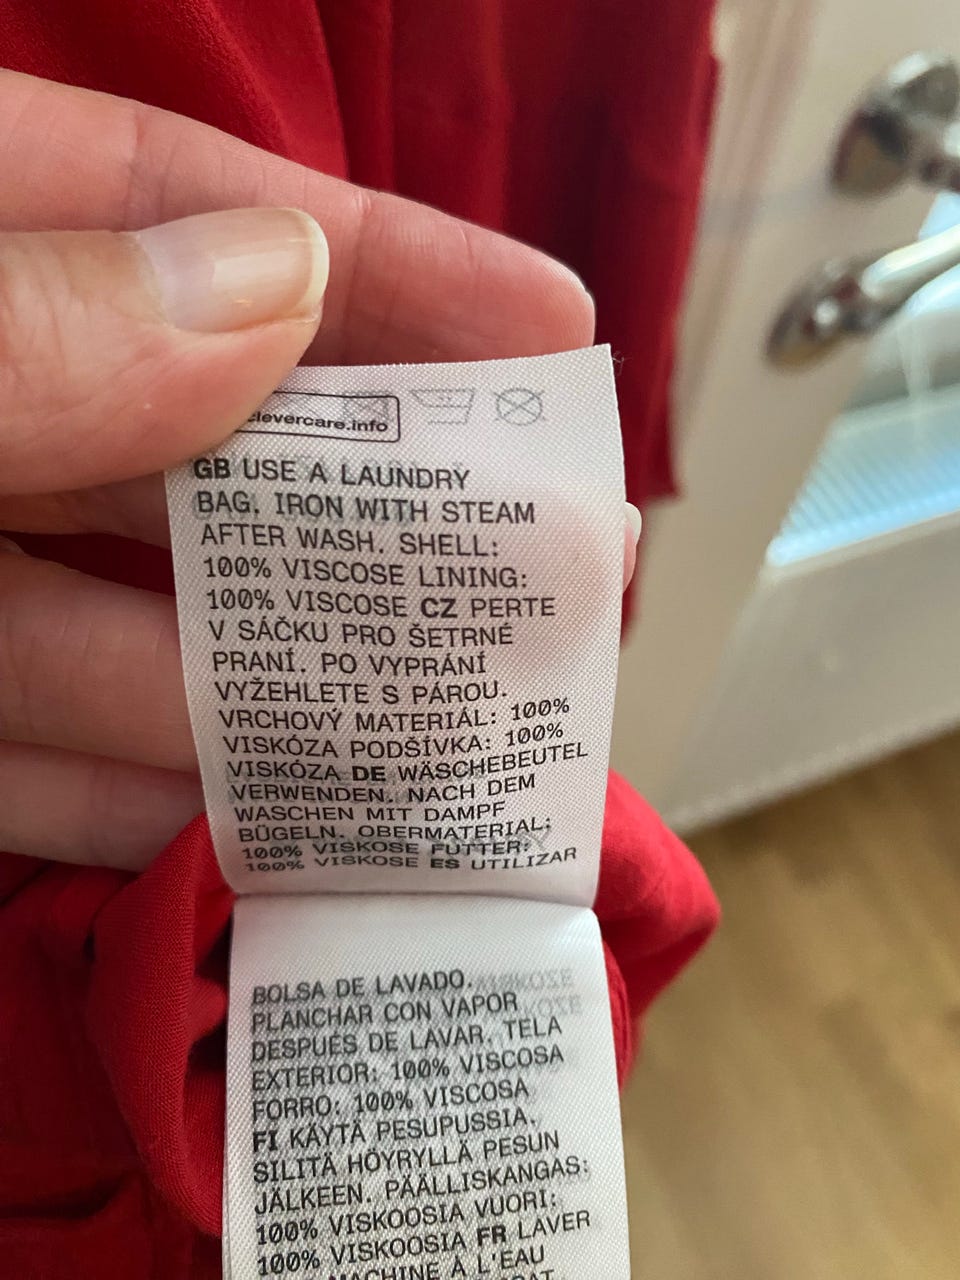 clevercare.info
GB USE A LAUNDRY
BAG. IRON WITH STEAM
AFTER WASH. SHELL:
100% VISCOSE LINING:
100% VISCOSE CZ PERTE
V SÁČKU PRO ŠETRNÉ
PRANÍ. PO VYPRÁNÍ
VYŽEHLETE S PÁROU.
VRCHOVÝ MATERIÁL: 100%
VISKÓZA PODŠÍVKA: 100%
VISKÓZA DE WÄSCHEBEUTEL
VERWENDEN. NACH DEM
WASCHEN MIT DAMPF
BÜGELN. OBERMATERIAL:
100% VISKOSE FUTTER:
100% VISKOSE ES UTILIZAR
BOLSA DE LAVADO.
PLANCHAR CON VAPOR
DESPUÉS DE LAVAR. TELA
EXTERIOR: 100% VISCOSA
FORRO: 100% VISCOSA
FI KÄYTÄ PESUPUSSIA.
SILITÄ HÖYRYLLÄ PESUN
JÄLKEEN. PÄÄLLISKANGAS:
100% VISKOOSIA VUORI:
100% VISKOOSIA FR LAVER
MACHINE À L'EAU